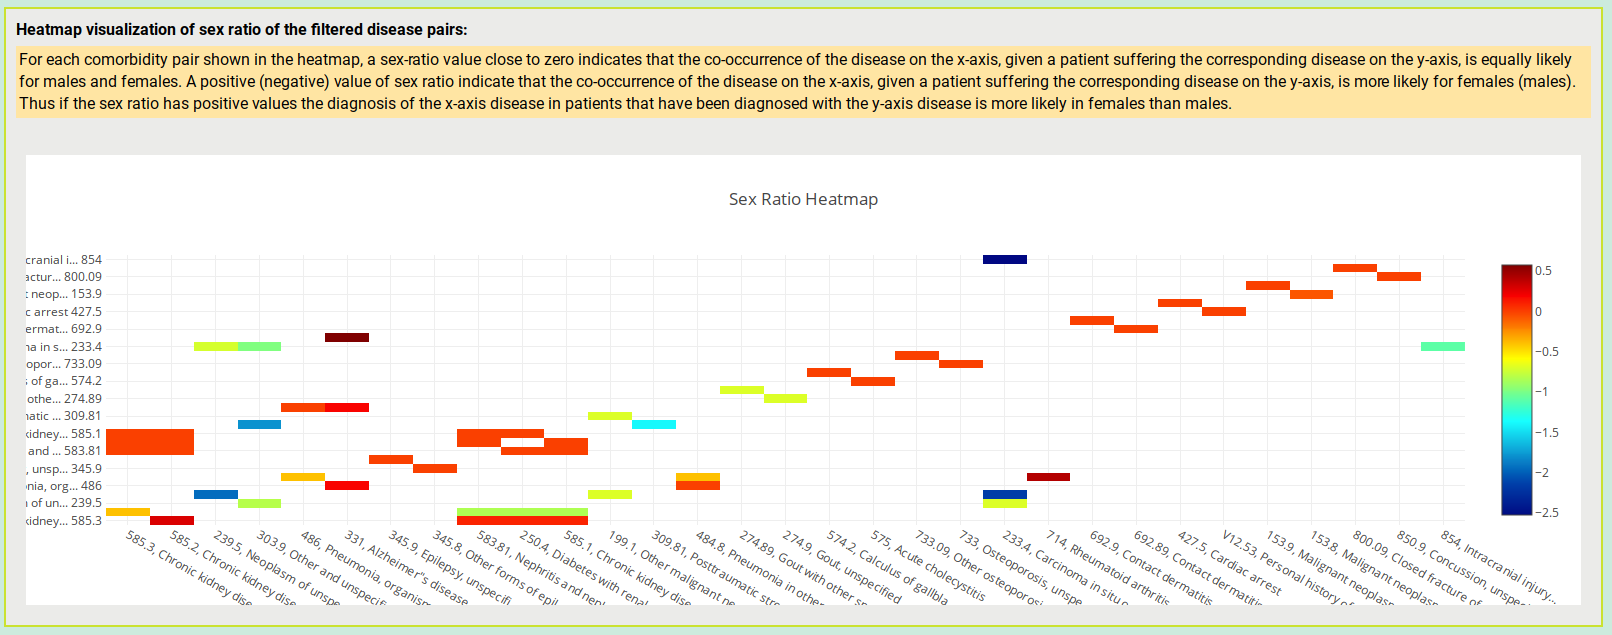 Heatmap visualization of sex ratio of the filtered disease pairs:
For each comorbidity pair shown in the heatmap, a sex-ratio value close to zero indicates that the co-occurrence of the disease on the x-axis, given a patient suffering the corresponding disease on the y-axis, is equally likely
for males and females. A positive (negative) value of sex ratio indicate that the co-occurrence of the disease on the x-axis, given a patient suffering the corresponding disease on the y-axis, is more likely for females (males).
Thus if the sex ratio has positive values the diagnosis of the x-axis disease in patients that have been diagnosed with the y-axis disease is more likely in females than males.
Sex Ratio Heatmap
cranial i... 854
actur... 800.09
t neop... 153.9
c arrest 427.5
ermat... 692.9
na in s... 233.4
opor... 733.09
s of ga... 574.2
othe... 274.89
natic ... 309.81
kidney... 585.1
and ... 583.81
, unsp... 345.9
nia, org... 486
n of un... 239.5
kidney... 585.3
0.5
0
−0.5
−1
−1.5
−2
−2.5
585.3, Chronic kidney dise
585.2, Chronic kidney dise
239.5, Neoplasm of unspe
303.9, Other and unspecifi
486, Pneumonia, organism
331, Alzheimer"s disease
345.9, Epilepsy, unspecifi
345.8, Other forms of epil
583.81, Nephritis and neph
250.4, Diabetes with renal
585.1, Chronic kidney dise
199.1, Other malignant ne
309.81, Posttraumatic stre
484.8, Pneumonia in other
274.89, Gout with other sp
274.9, Gout, unspecified
574.2, Calculus of gallbla
575, Acute cholecystitis
733.09, Other osteoporosi
733, Osteoporosis, unspe
233.4, Carcinoma in situ o
714, Rheumatoid arthritis
692.9, Contact dermatitis
692.89, Contact dermatitis
427.5, Cardiac arrest
V12.53, Personal history of
153.9, Malignant neoplasm
153.8, Malignant neoplasm
800.09, Closed fracture of
850.9, Concussion, unspec
854, Intracranial injury...